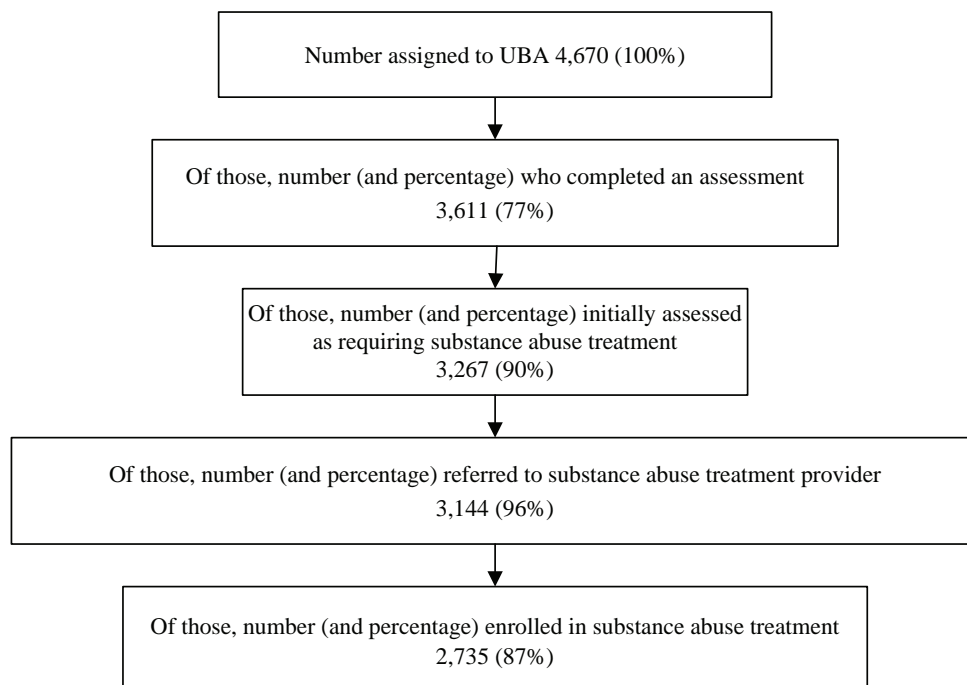 Number assigned to UBA 4,670 (100%)
Of those, number (and percentage) who completed an assessment
3,611 (77%)
Of those, number (and percentage) initially assessed
as requiring substance abuse treatment
3,267 (90%)
Of those, number (and percentage) referred to substance abuse treatment provider
3,144 (96%)
Of those, number (and percentage) enrolled in substance abuse treatment
2,735 (87%)